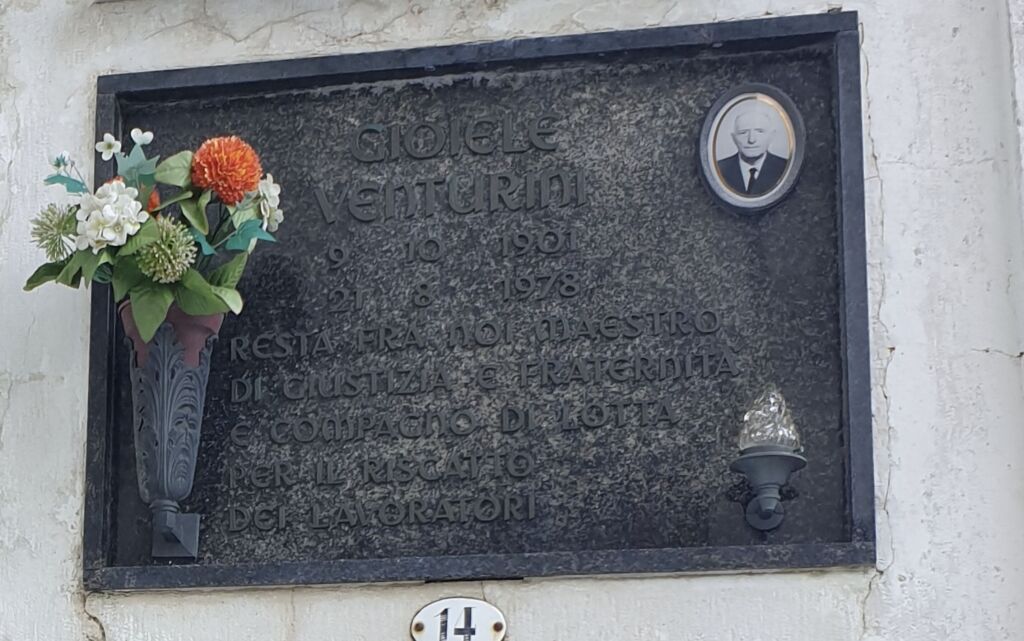 GIOIELE
VENTURINI
9 10 1901
21 8 1978
RESTA FRA NOI MAESTRO
DI GIUSTIZIA E FRATERNITÀ
E COMPAGNO DI LOTTA
PER IL RISCATTO
DEI LAVORATORI
14